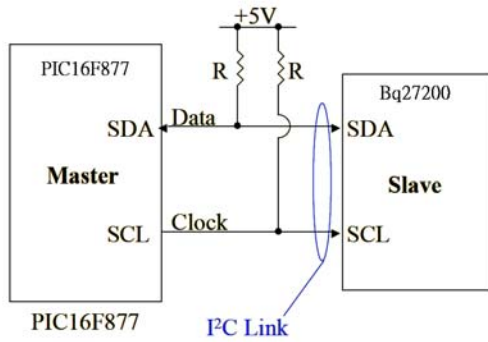 +5V
PIC16F877
R
R
Bq27200
SDA
Data
SDA
Master
Slave
SCL
Clock
SCL
PIC16F877
I²C Link